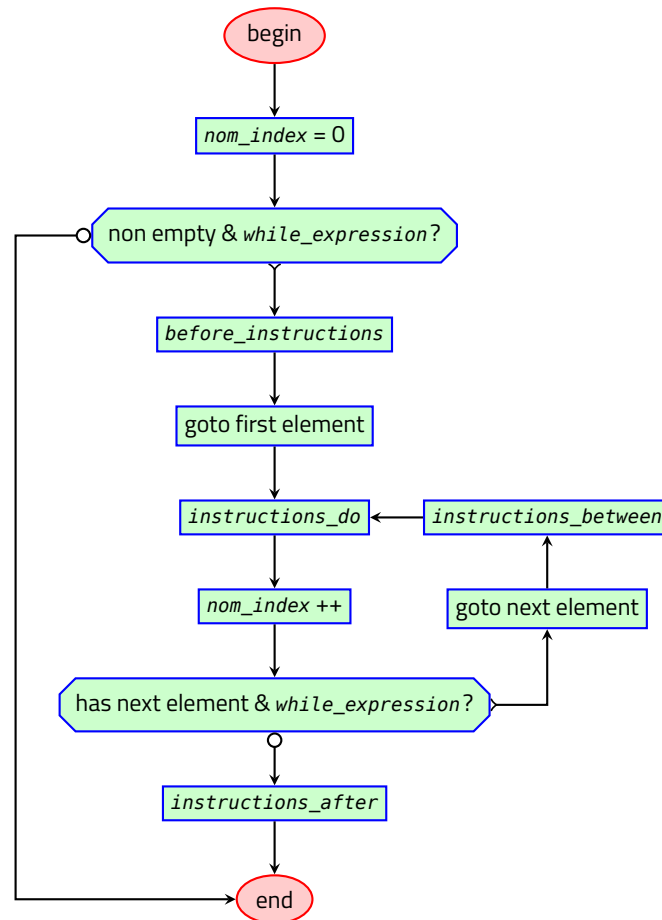 begin
nom_index = 0
non empty & while_expression?
before_instructions
goto first element
instructions_do
instructions_between
nom_index ++
goto next element
has next element & while_expression?
instructions_after
end